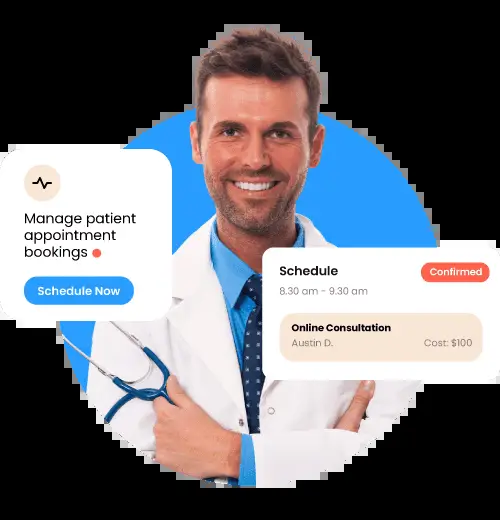 Manage patient
appointment
bookings
Schedule Now
Schedule
Confirmed
8.30 am - 9.30 am
Online Consultation
Austin D.
Cost: $100